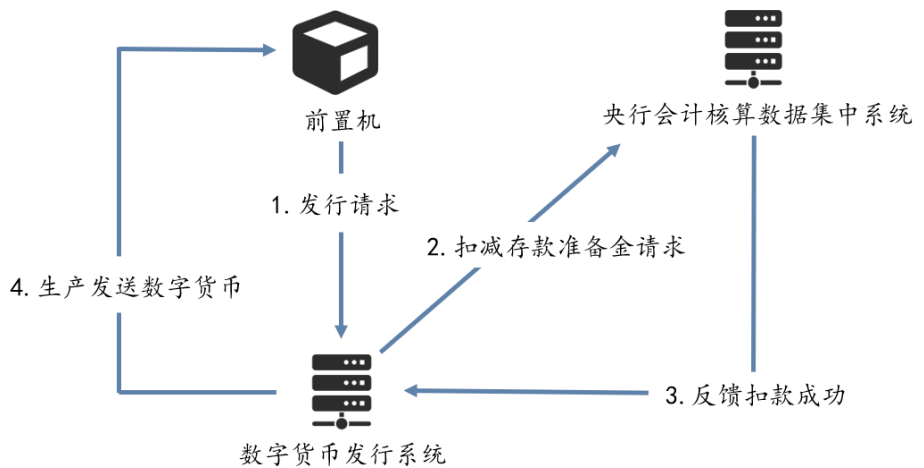 前置机
央行会计核算数据集中系统
1.发行请求
2.扣减存款准备金请求
4.生产发送数字货币
3.反馈扣款成功
数字货币发行系统